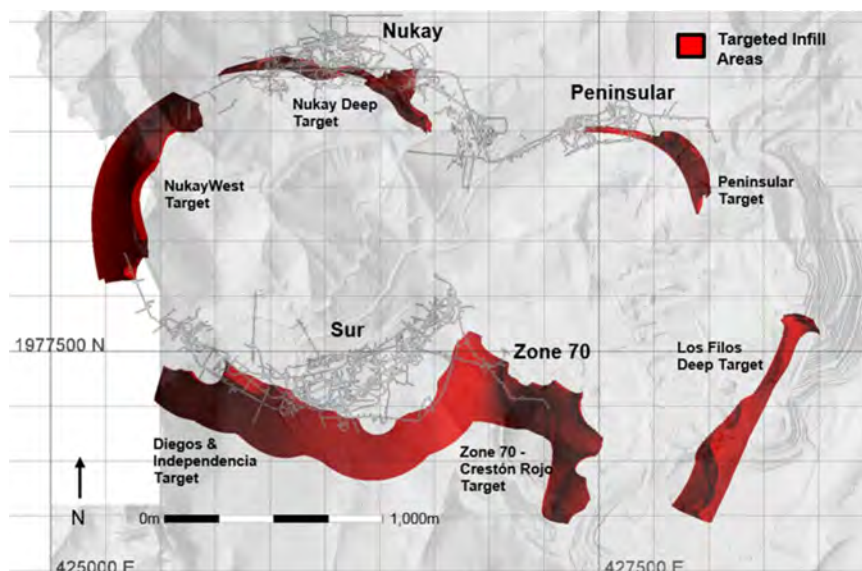 Nukay
Targeted Infill
Areas
Peninsular
Nukay Deep
Target
NukayWest
Target
Peninsular
Target
Sur
1977500 N
Zone 70
Los Filos
Deep Target
Diegos &
Independencia
Target
Zone 70 -
Crestón Rojo
Target
N
0m
1,000m
425000 E
427500 E